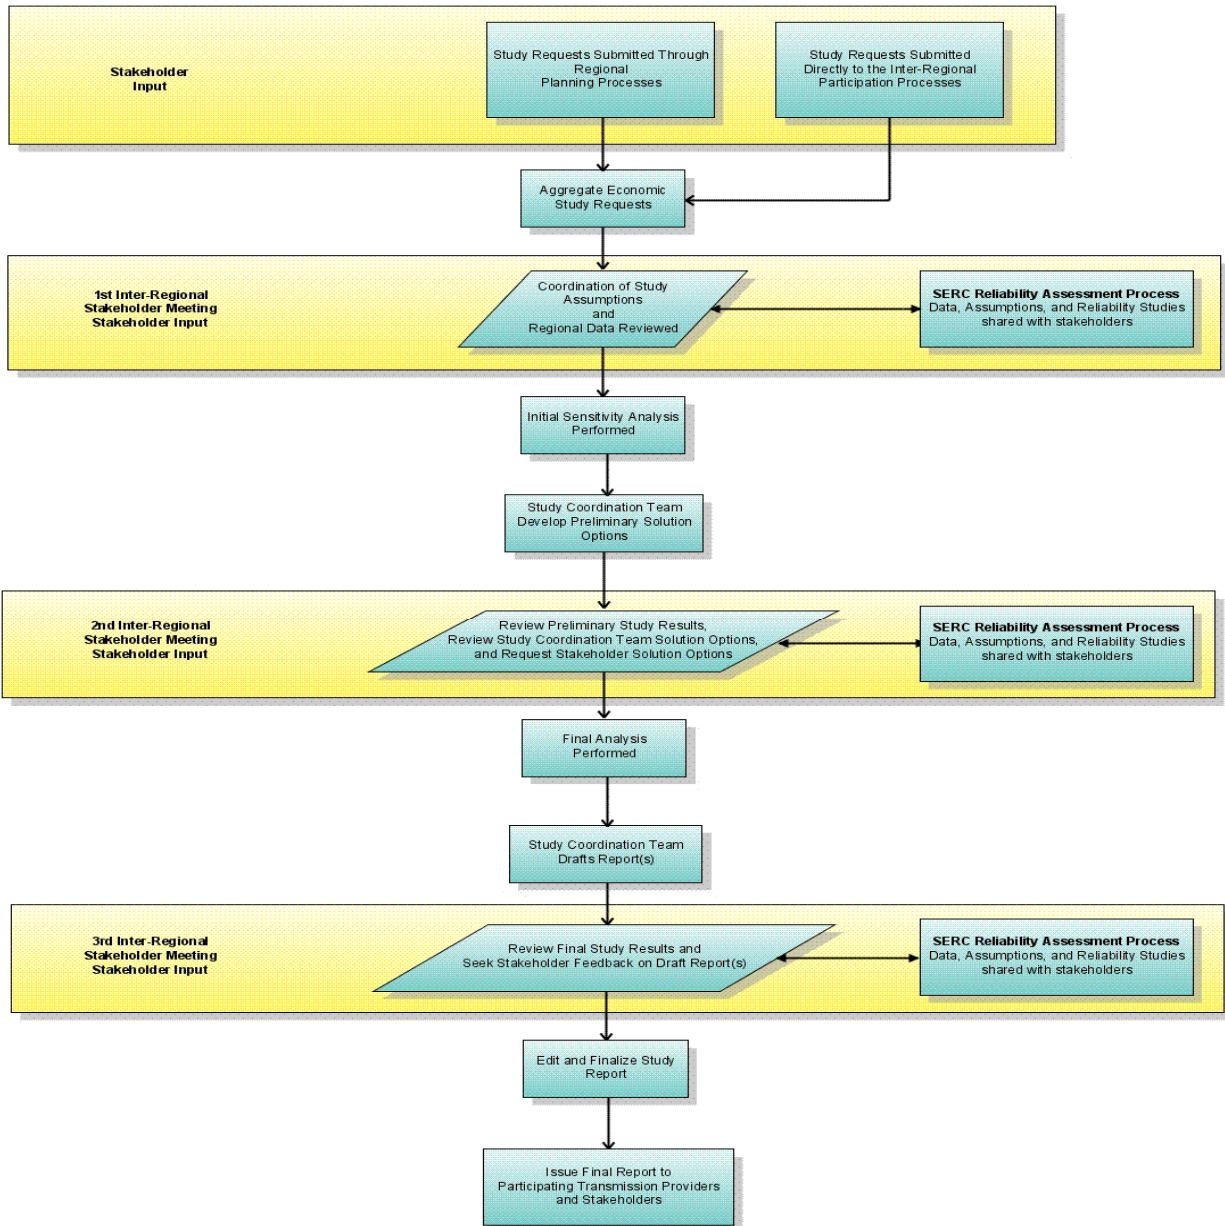 Stakeholder
Input
Study Requests Submitted Through
Regional
Planning Processes
Study Requests Submitted
Directly to the Inter-Regional
Participation Processes
Aggregate Economic
Study Requests
1st Inter-Regional
Stakeholder Meeting
Stakeholder Input
Coordination of Study
Assumptions
and
Regional Data Reviewed
SERC Reliability Assessment Process
Data, Assumptions, and Reliability Studies
shared with stakeholders
Initial Sensitivity Analysis
Performed
Study Coordination Team
Develop Preliminary Solution
Options
2nd Inter-Regional
Stakeholder Meeting
Stakeholder Input
Review Preliminary Study Results,
Review Study Coordination Team Solution Options,
and Request Stakeholder Solution Options
SERC Reliability Assessment Process
Data, Assumptions, and Reliability Studies
shared with stakeholders
Final Analysis
Performed
Study Coordination Team
Drafts Report(s)
3rd Inter-Regional
Stakeholder Meeting
Stakeholder Input
Review Final Study Results and
Seek Stakeholder Feedback on Draft Report(s)
SERC Reliability Assessment Process
Data, Assumptions, and Reliability Studies
shared with stakeholders
Edit and Finalize Study
Report
Issue Final Report to
Participating Transmission Providers
and Stakeholders